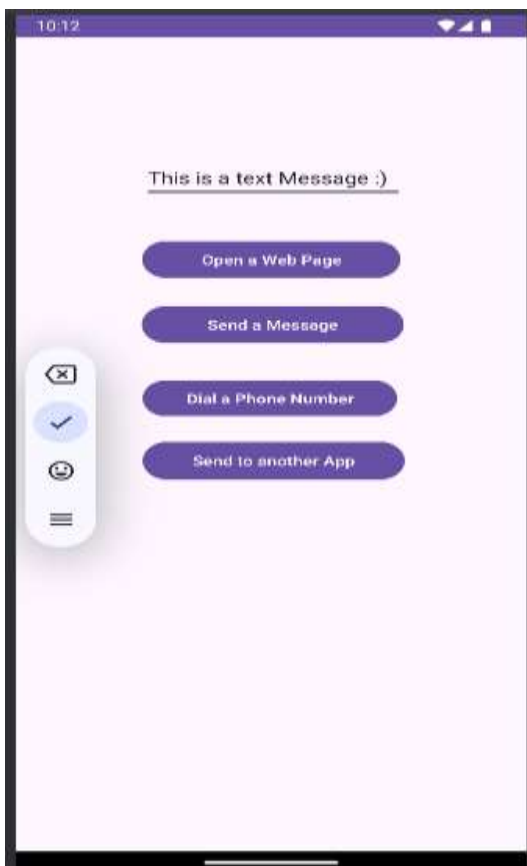 10:12
This is a text Message :)
Open a Web Page
Send a Message
Dial a Phone Number
Send to another App